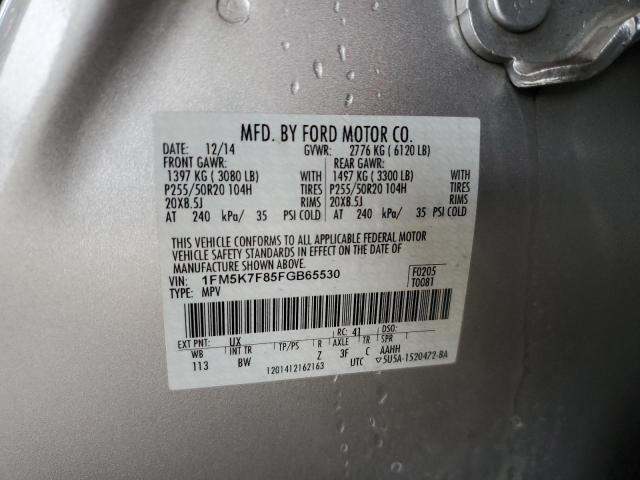 MFD. BY FORD MOTOR CO.
DATE: 12/14 GVWR: 2776 KG ( 6120 LB)
FRONT GAWR: REAR GAWR:
1397 KG ( 3080 LB) WITH 1497 KG ( 3300 LB) WITH
P255/50R20 104H TIRES P255/50R20 104H TIRES
20X8.5J RIMS 20X8.5J RIMS
AT 240 kPa/ 35 PSI COLD AT 240 kPa/ 35 PSI COLD
THIS VEHICLE CONFORMS TO ALL APPLICABLE FEDERAL MOTOR
VEHICLE SAFETY STANDARDS IN EFFECT ON THE DATE OF
MANUFACTURE SHOWN ABOVE.
VIN: 1FM5K7F85FGB65530 F0205
TYPE: MPV T0081
EXT PNT: UX RC: 41 DSO:
WB INT TR TP/PS R AXLE TR SPR
113 BW Z 3F C AAHH
1201412162163 UTC ▽5U5A-1520472-BA